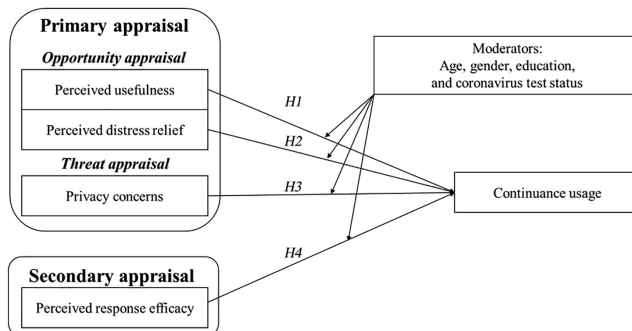 Primary appraisal
Opportunity appraisal
Perceived usefulness
Perceived distress relief
Threat appraisal
Privacy concerns
Secondary appraisal
Perceived response efficacy
H1
H2
H3
H4
Moderators:
Age, gender, education,
and coronavirus test status
Continuance usage